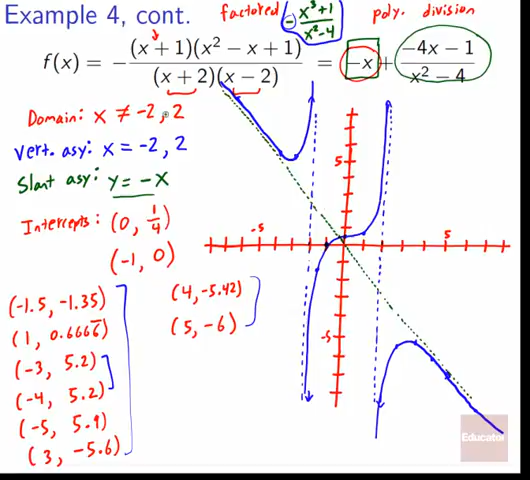 Example 4, cont.
factored
poly. division
- x³+1 / x²-4
f(x) = - (x + 1)(x² − x + 1) / (x + 2)(x − 2) = −x + −4x − 1 / x² − 4
Domain: x ≠ -2, 2
Vert. asy: x = -2, 2
Slant asy: y = -x
Intercepts: (0, 1/4)
(-1, 0)
(-1.5, -1.35)
(1, 0.666̅)
(-3, 5.2)
(-4, 5.2)
(-5, 5.9)
(3, -5.6)
(4, -5.42)
(5, -6)
5
-5
5
-5
Educator